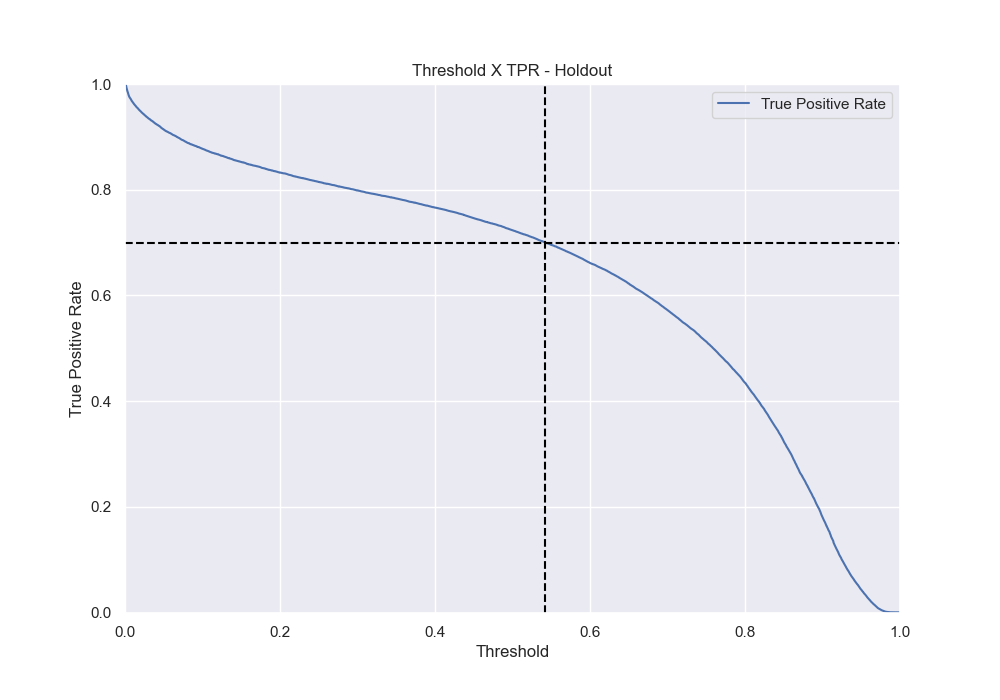 Threshold X TPR - Holdout
True Positive Rate
1.0
0.8
0.6
0.4
0.2
0.0
True Positive Rate
0.0 0.2 0.4 0.6 0.8 1.0
Threshold